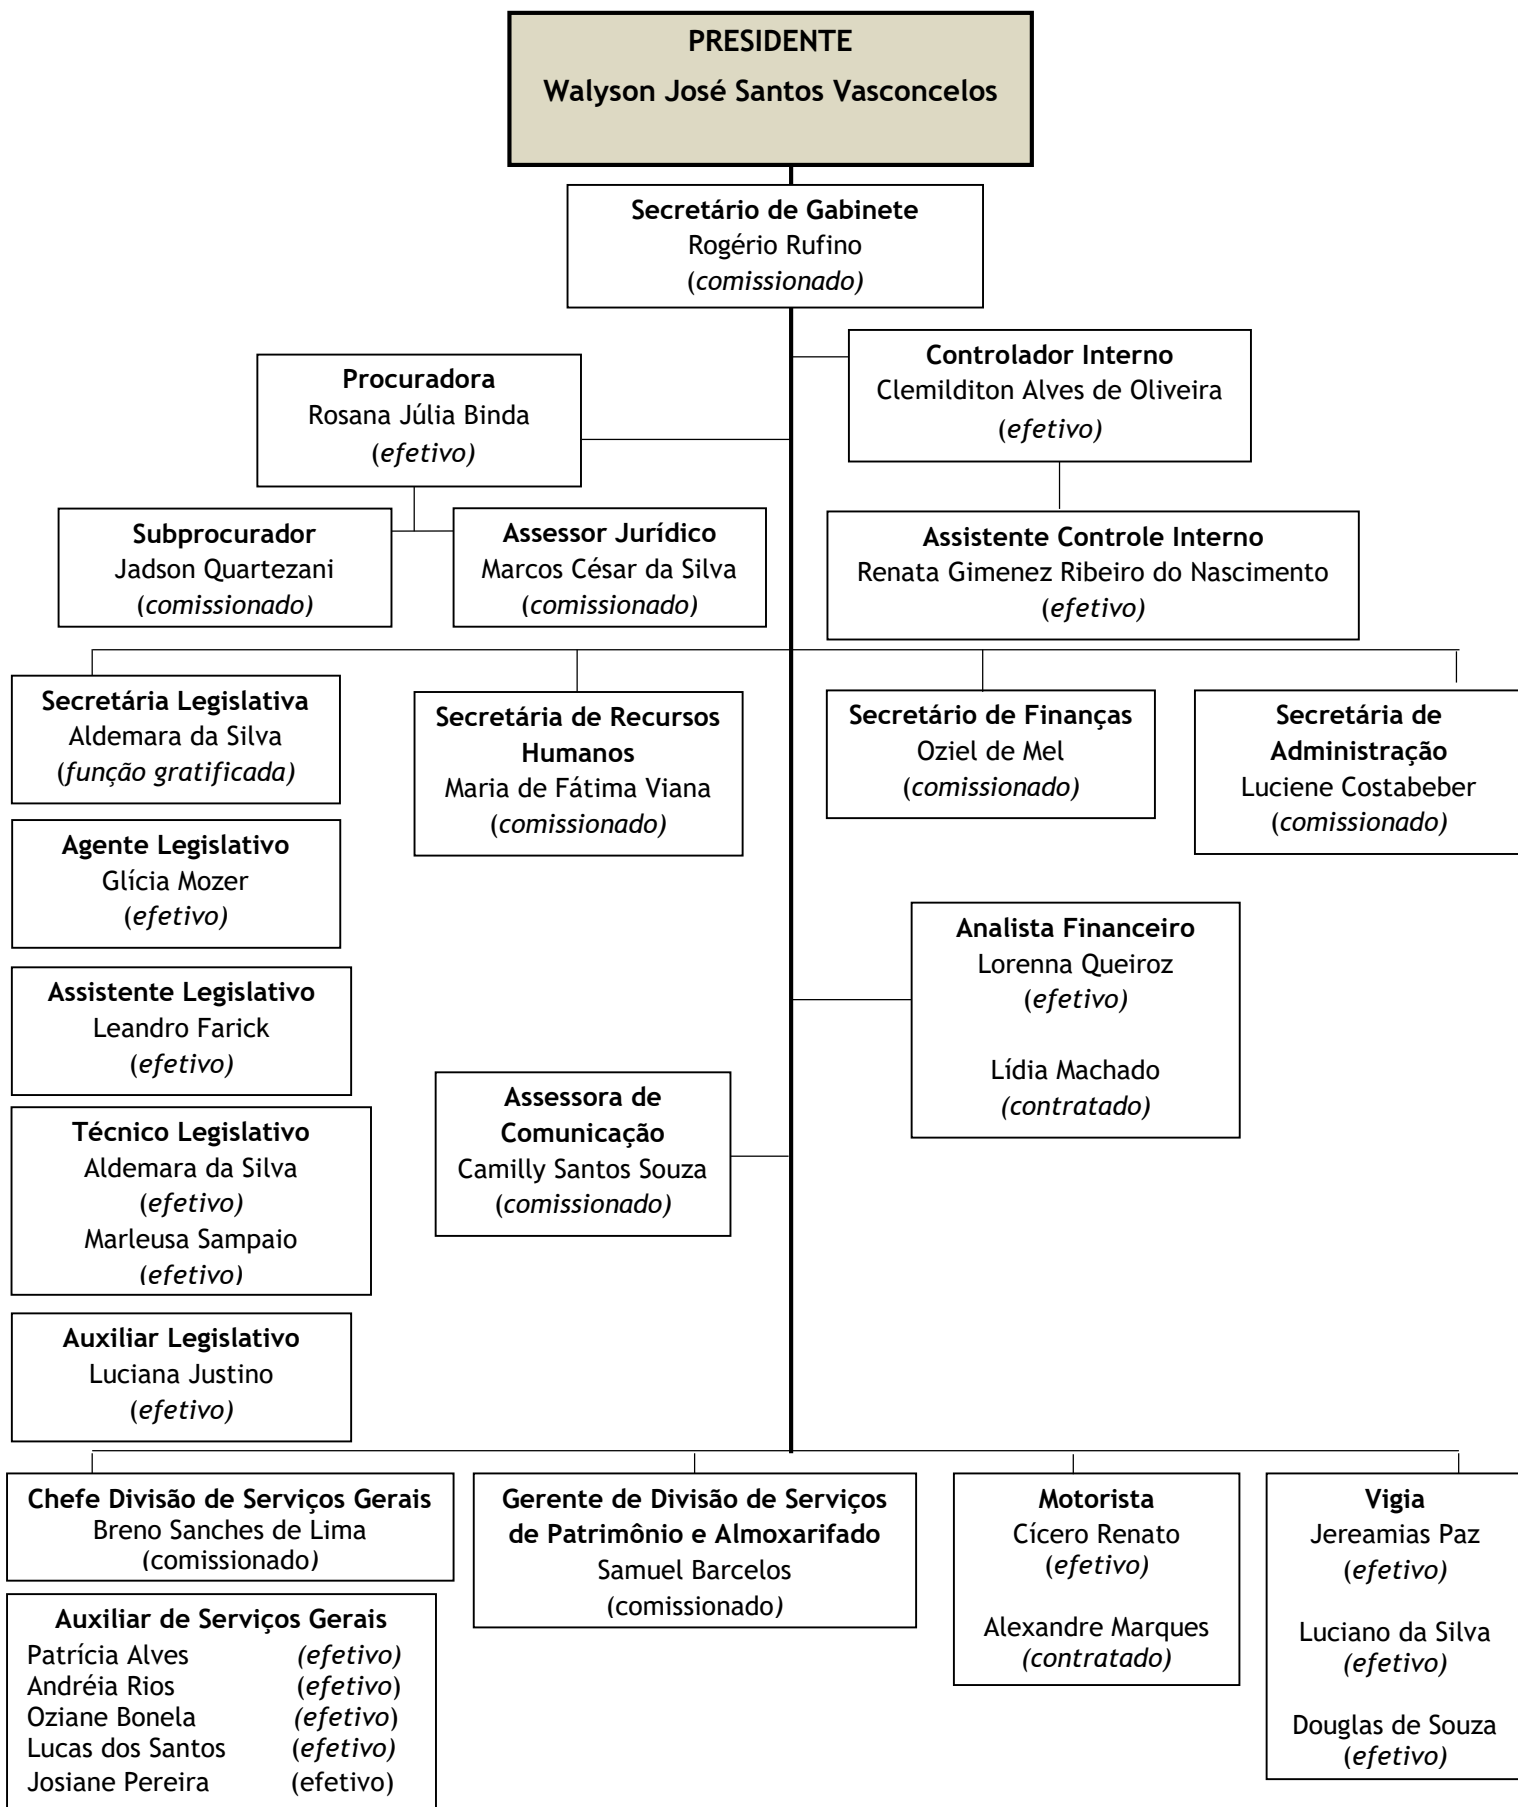 PRESIDENTE
Walyson José Santos Vasconcelos
Secretário de Gabinete
Rogério Rufino
(comissionado)
Controlador Interno
Clemilditon Alves de Oliveira
(efetivo)
Procuradora
Rosana Júlia Binda
(efetivo)
Subprocurador
Jadson Quartezani
(comissionado)
Assessor Jurídico
Marcos César da Silva
(comissionado)
Assistente Controle Interno
Renata Gimenez Ribeiro do Nascimento
(efetivo)
Secretária Legislativa
Aldemara da Silva
(função gratificada)
Secretária de Recursos
Humanos
Maria de Fátima Viana
(comissionado)
Secretário de Finanças
Oziel de Mel
(comissionado)
Secretária de
Administração
Luciene Costabeber
(comissionado)
Agente Legislativo
Glícia Mozer
(efetivo)
Analista Financeiro
Lorenna Queiroz
(efetivo)
Lídia Machado
(contratado)
Assistente Legislativo
Leandro Farick
(efetivo)
Assessora de
Comunicação
Camilly Santos Souza
(comissionado)
Técnico Legislativo
Aldemara da Silva
(efetivo)
Marleusa Sampaio
(efetivo)
Auxiliar Legislativo
Luciana Justino
(efetivo)
Chefe Divisão de Serviços Gerais
Breno Sanches de Lima
(comissionado)
Gerente de Divisão de Serviços
de Patrimônio e Almoxarifado
Samuel Barcelos
(comissionado)
Motorista
Cícero Renato
(efetivo)
Alexandre Marques
(contratado)
Vigia
Jereamias Paz
(efetivo)
Luciano da Silva
(efetivo)
Douglas de Souza
(efetivo)
Auxiliar de Serviços Gerais
Patrícia Alves (efetivo)
Andréia Rios (efetivo)
Oziane Bonela (efetivo)
Lucas dos Santos (efetivo)
Josiane Pereira (efetivo)